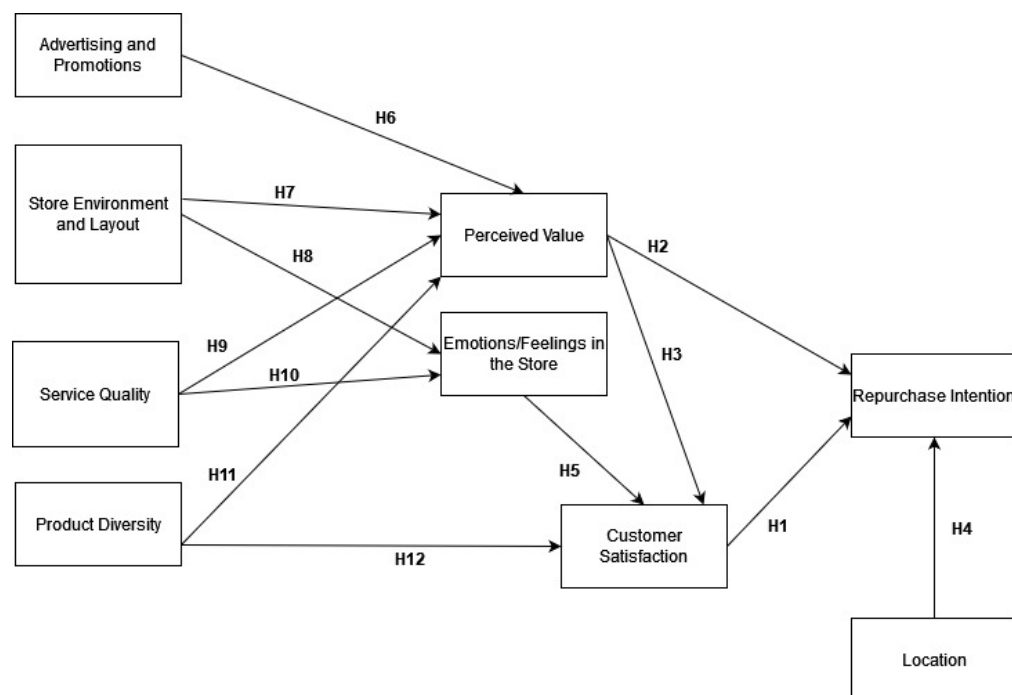 Advertising and
Promotions
H6
Store Environment
and Layout
H7
H8
Perceived Value
H2
Emotions/Feelings in
the Store
H9
H10
H3
Service Quality
Repurchase Intention
H11
H5
Product Diversity
H12
Customer
Satisfaction
H1
H4
Location